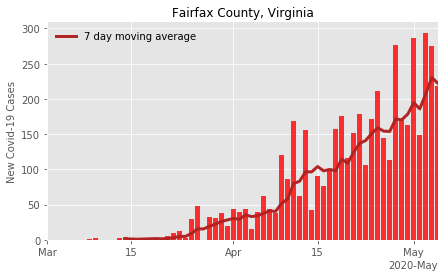 Fairfax County, Virginia
7 day moving average
New Covid-19 Cases
300
250
200
150
100
50
0
Mar 15 Apr 15 May
2020-May